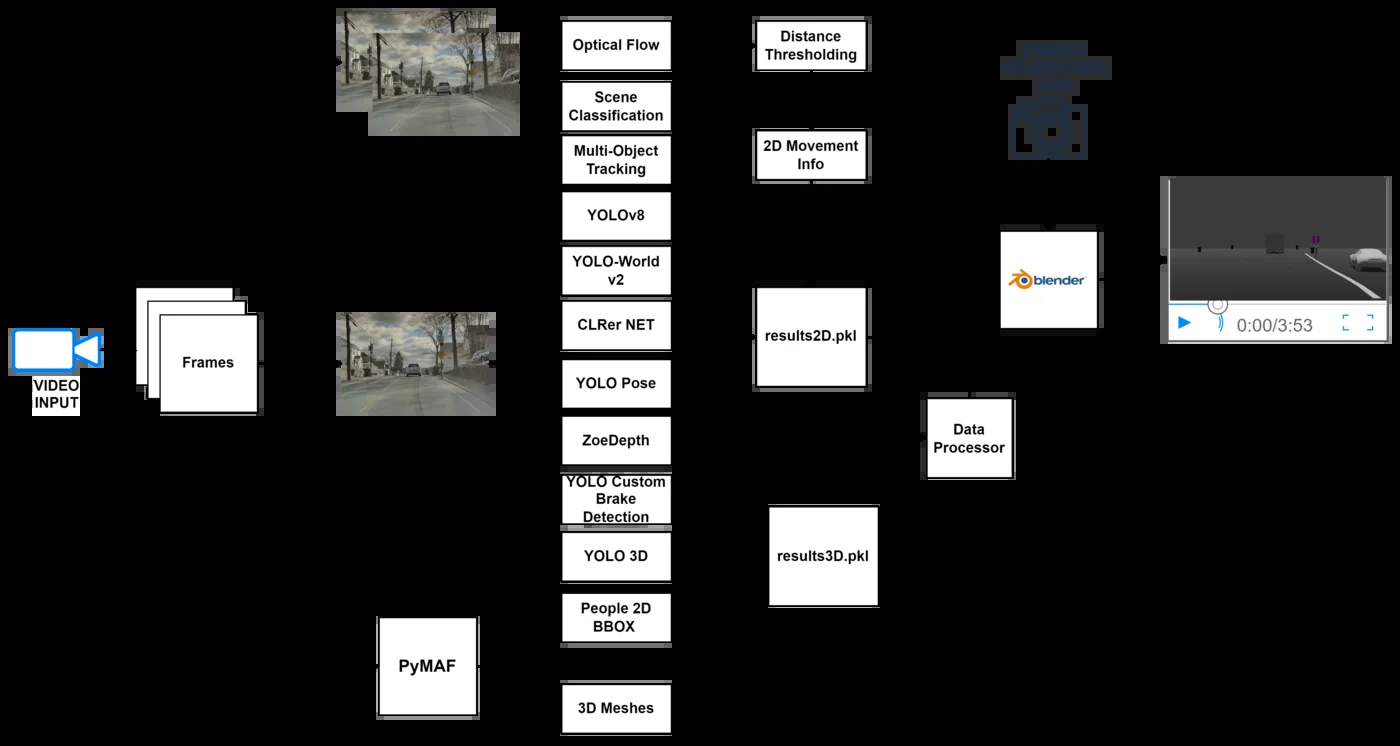 Optical Flow
Scene
Classification
Multi-Object
Tracking
YOLOv8
YOLO-World
v2
CLRer NET
YOLO Pose
ZoeDepth
YOLO Custom
Brake
Detection
YOLO 3D
People 2D
BBOX
3D Meshes
Distance
Thresholding
2D Movement
Info
results2D.pkl
results3D.pkl
Data
Processor
blender
0:00/3:53
VIDEO
INPUT
Frames
PyMAF